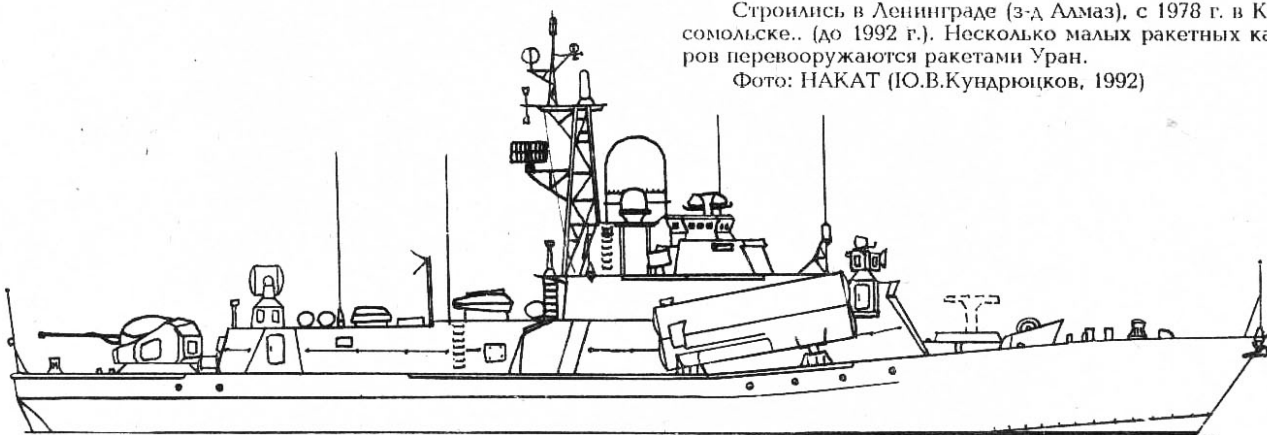 Строились в Ленинграде (з-д Алмаз), с 1978 г. в К
сомольске.. (до 1992 г.). Несколько малых ракетных ка
ров перевооружаются ракетами Уран.
Фото: НАКАТ (Ю.В.Кундрюцков, 1992)